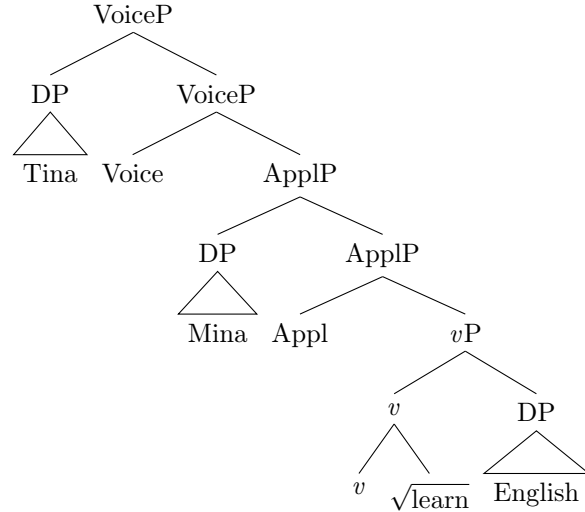 VoiceP
DP VoiceP
Tina Voice ApplP
DP ApplP
Mina Appl vP
v DP
v √learn English